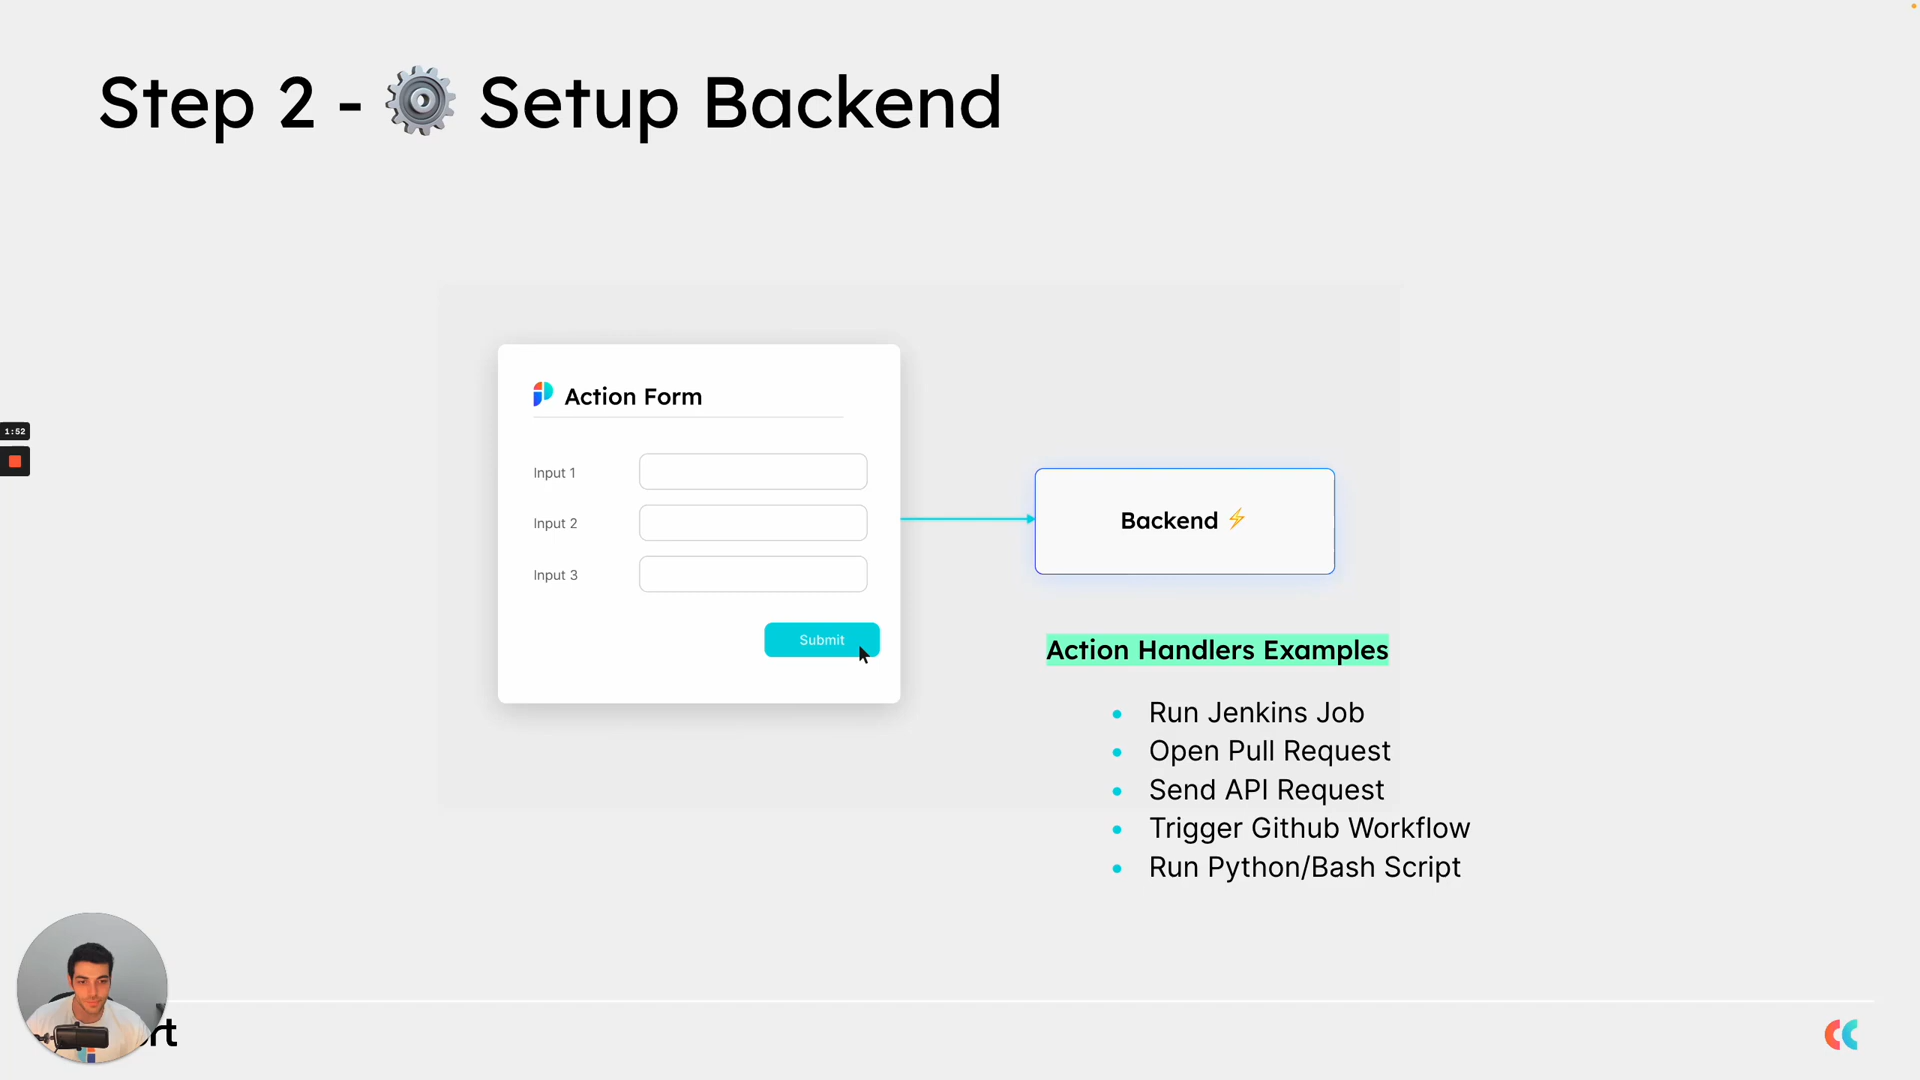 Step 2 - ⚙️ Setup Backend
Action Form
Input 1
Input 2
Input 3
Submit
Backend ⚡
Action Handlers Examples
• Run Jenkins Job
• Open Pull Request
• Send API Request
• Trigger Github Workflow
• Run Python/Bash Script
1:52
rt